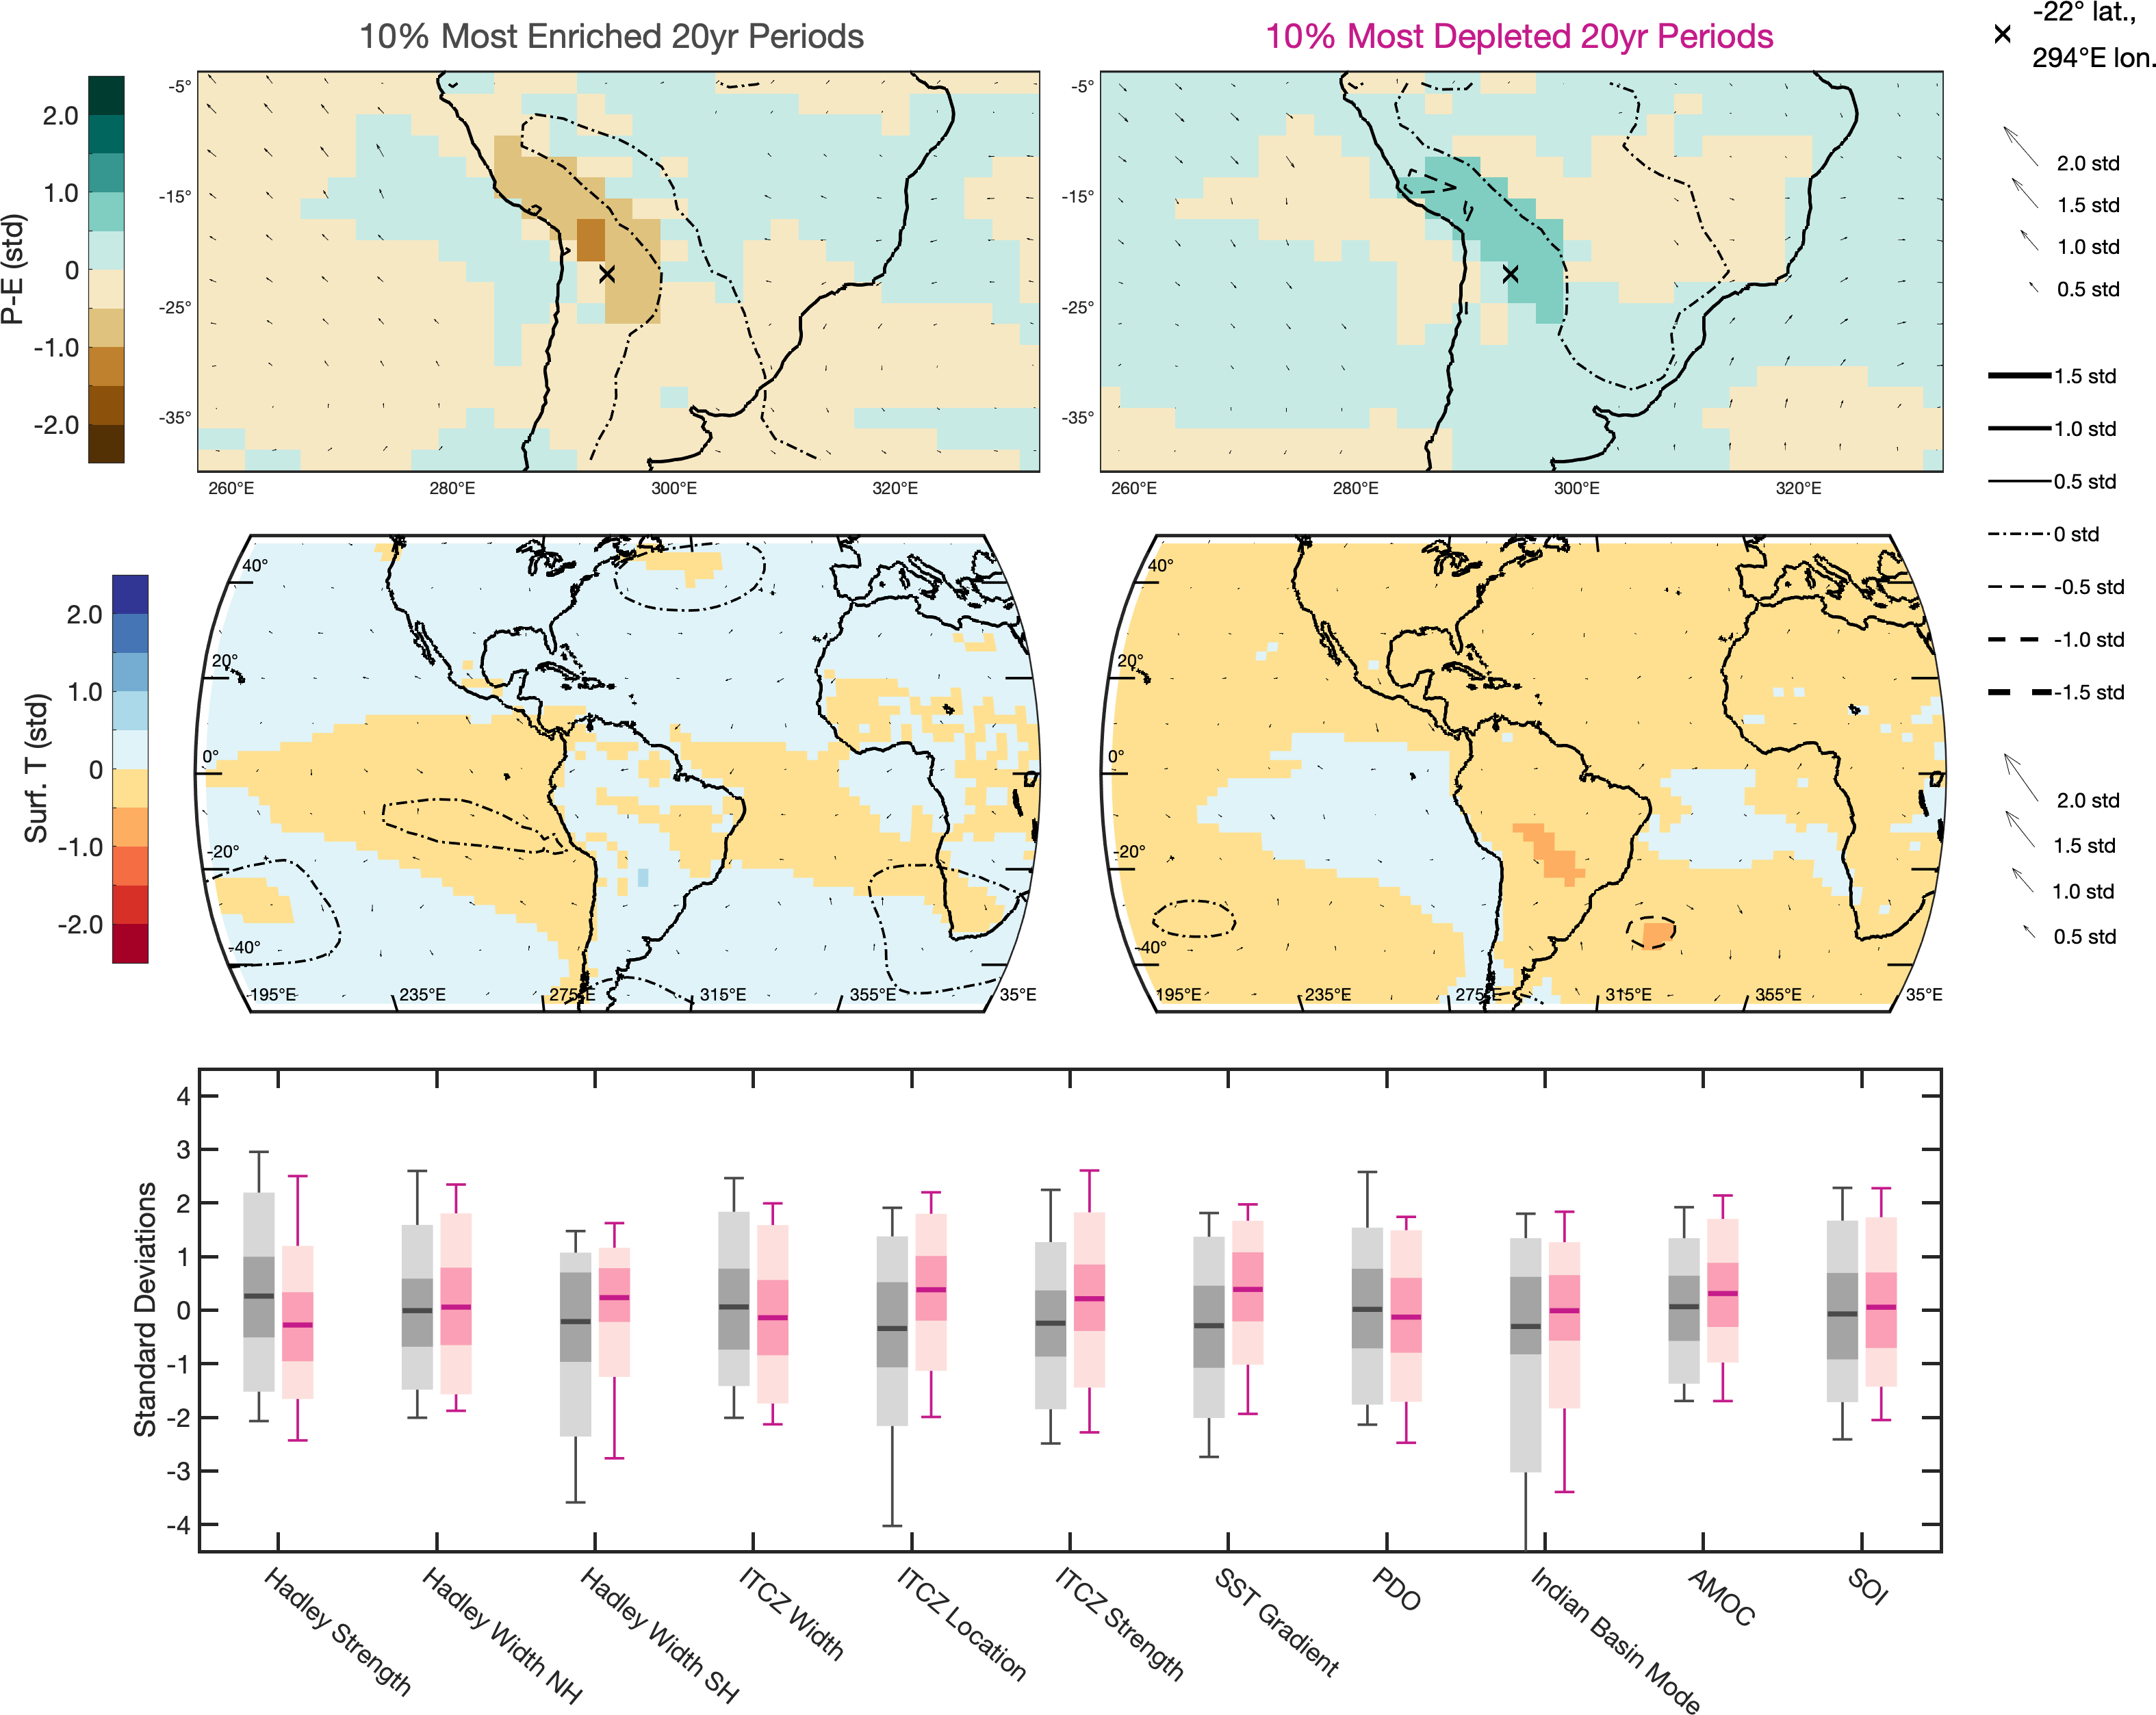 10% Most Enriched 20yr Periods
10% Most Depleted 20yr Periods
-22° lat.,
294°E lon.
P-E (std)
2.0
1.0
0
-1.0
-2.0
-5°
-15°
-25°
-35°
260°E
280°E
300°E
320°E
-5°
-15°
-25°
-35°
260°E
280°E
300°E
320°E
2.0 std
1.5 std
1.0 std
0.5 std
1.5 std
1.0 std
0.5 std
0 std
-0.5 std
-1.0 std
-1.5 std
Surf. T (std)
2.0
1.0
0
-1.0
-2.0
40°
20°
0°
-20°
-40°
195°E
235°E
275°E
315°E
355°E
35°E
40°
20°
0°
-20°
-40°
195°E
235°E
275°E
315°E
355°E
35°E
2.0 std
1.5 std
1.0 std
0.5 std
Standard Deviations
4
3
2
1
0
-1
-2
-3
-4
Hadley Strength
Hadley Width NH
Hadley Width SH
ITCZ Width
ITCZ Location
ITCZ Strength
SST Gradient
PDO
Indian Basin Mode
AMOC
SOI